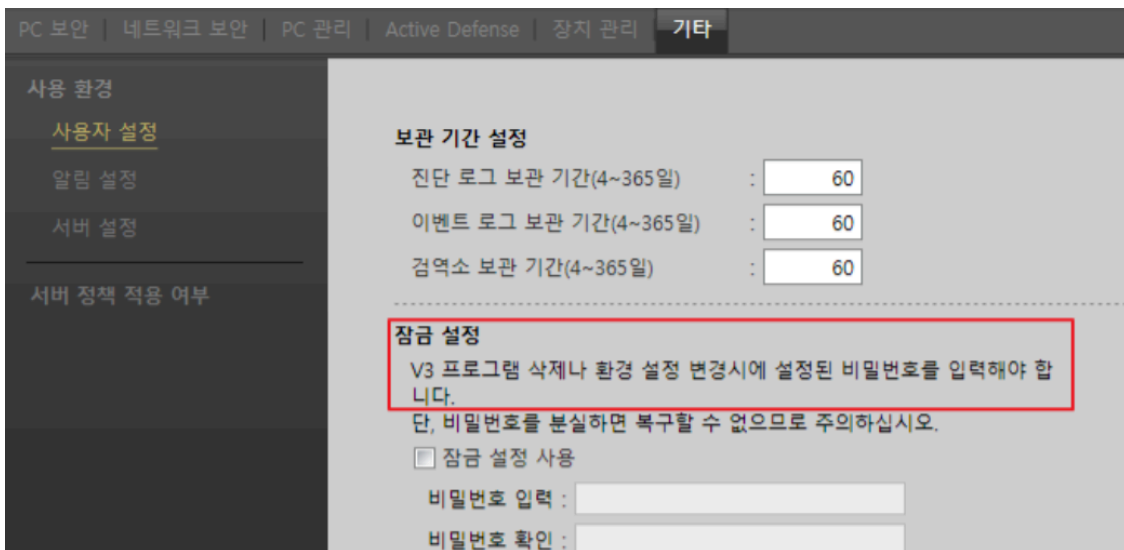 PC 보안 | 네트워크 보안 | PC 관리 | Active Defense | 장치 관리 | 기타
사용 환경
사용자 설정
알림 설정
서버 설정
서버 정책 적용 여부
보관 기간 설정
진단 로그 보관 기간(4~365일) : 60
이벤트 로그 보관 기간(4~365일) : 60
검역소 보관 기간(4~365일) : 60
잠금 설정
V3 프로그램 삭제나 환경 설정 변경시에 설정된 비밀번호를 입력해야 합
니다.
단, 비밀번호를 분실하면 복구할 수 없으므로 주의하십시오.
잠금 설정 사용
비밀번호 입력 :
비밀번호 확인 :